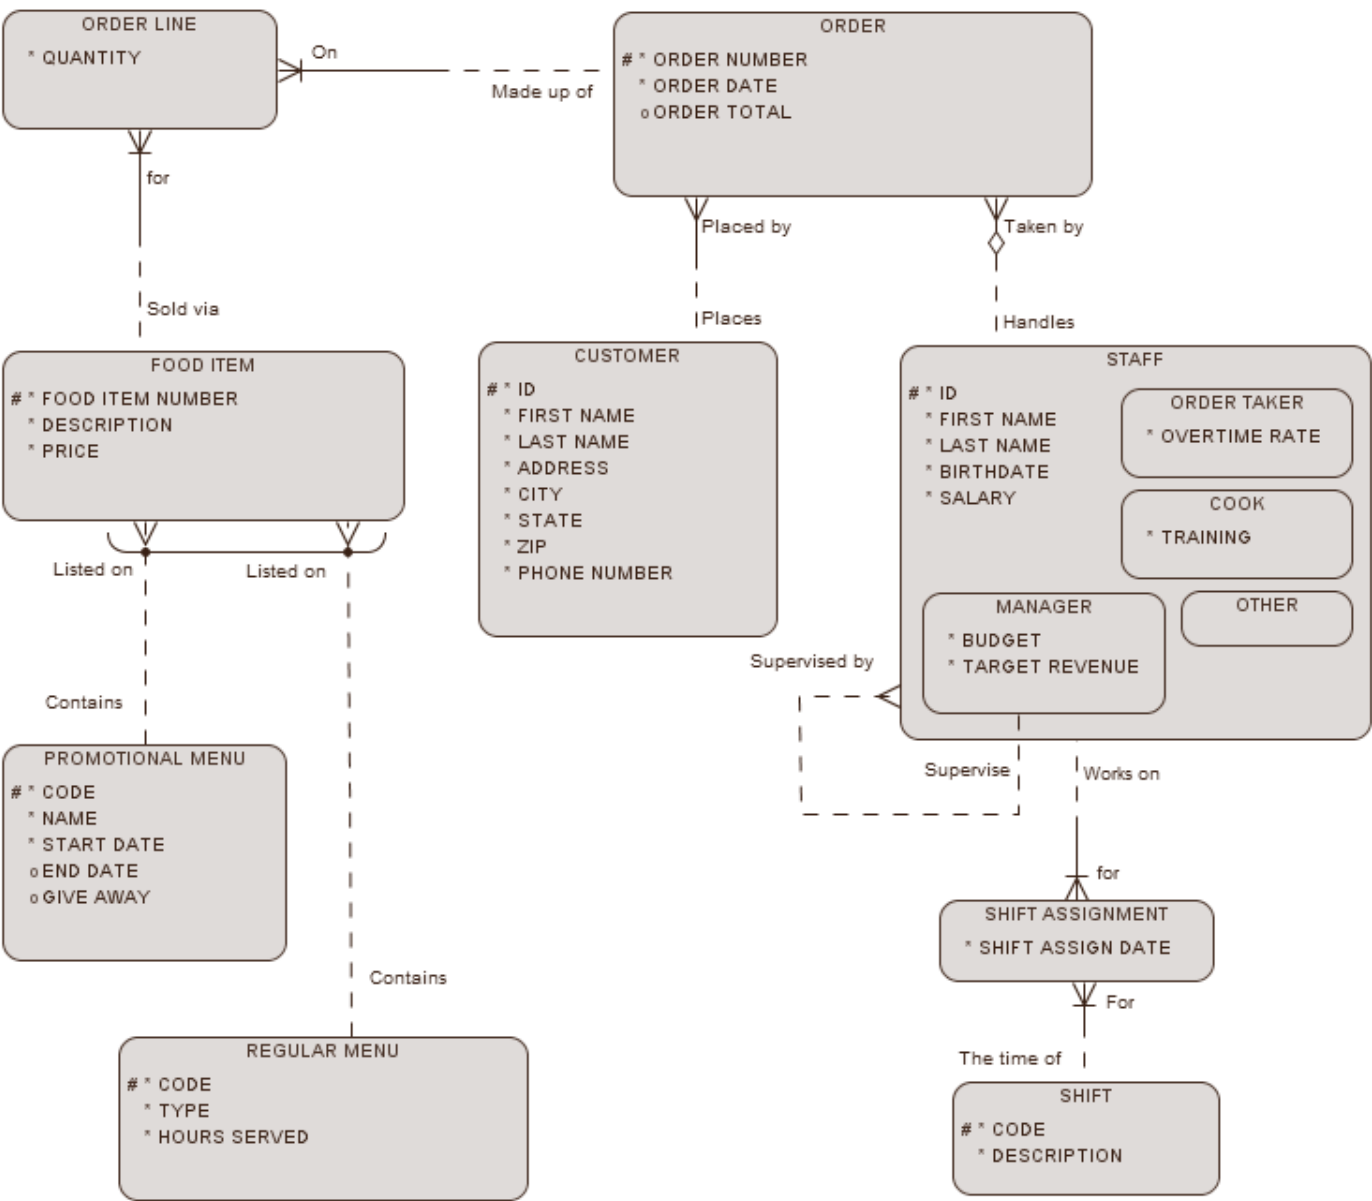 ORDER LINE
* QUANTITY
On
Made up of
ORDER
# * ORDER NUMBER
* ORDER DATE
o ORDER TOTAL
for
Sold via
Placed by
Places
Taken by
Handles
FOOD ITEM
# * FOOD ITEM NUMBER
* DESCRIPTION
* PRICE
CUSTOMER
# * ID
* FIRST NAME
* LAST NAME
* ADDRESS
* CITY
* STATE
* ZIP
* PHONE NUMBER
STAFF
# * ID
* FIRST NAME
* LAST NAME
* BIRTHDATE
* SALARY
ORDER TAKER
* OVERTIME RATE
COOK
* TRAINING
OTHER
MANAGER
* BUDGET
* TARGET REVENUE
Listed on
Listed on
Contains
Supervised by
Supervise
Works on
PROMOTIONAL MENU
# * CODE
* NAME
* START DATE
o END DATE
o GIVE AWAY
Contains
REGULAR MENU
# * CODE
* TYPE
* HOURS SERVED
for
SHIFT ASSIGNMENT
* SHIFT ASSIGN DATE
For
The time of
SHIFT
# * CODE
* DESCRIPTION